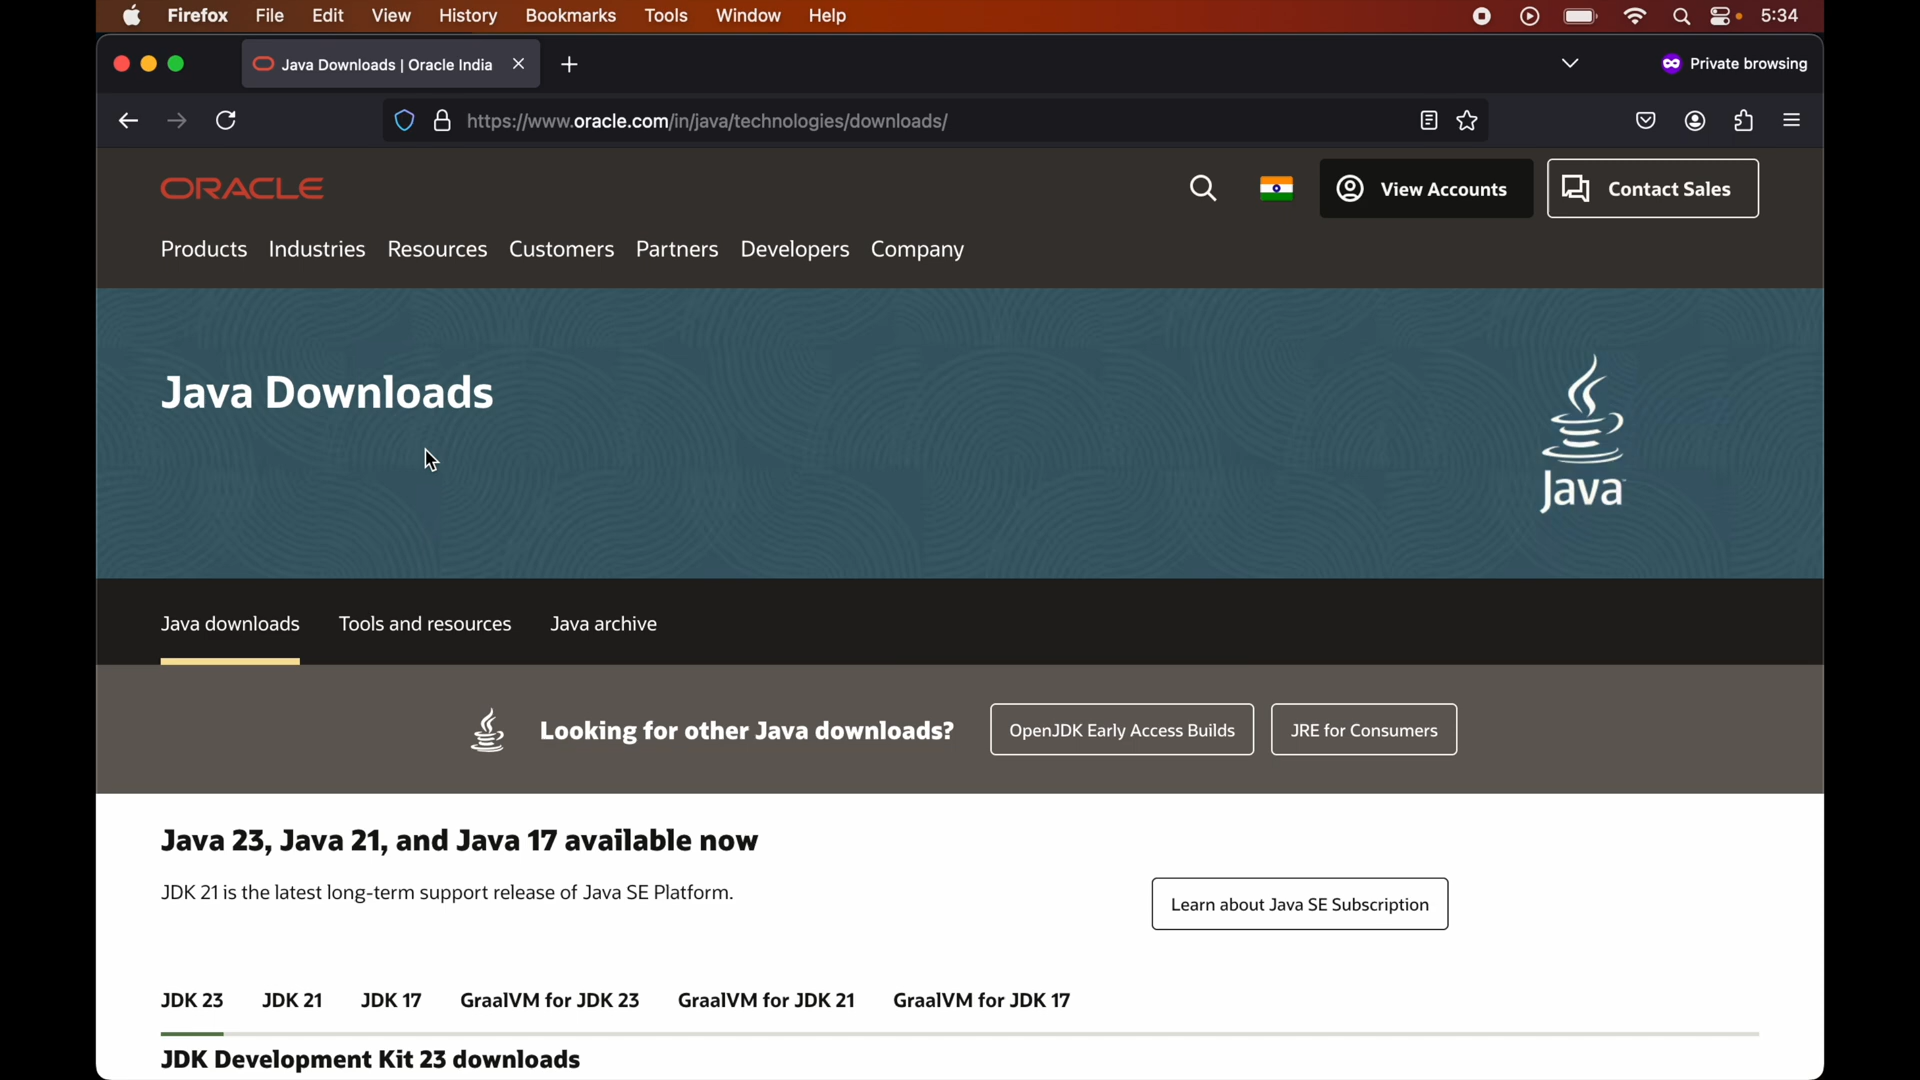 Firefox File Edit View History Bookmarks Tools Window Help 5:34
Java Downloads | Oracle India Private browsing
https://www.oracle.com/in/java/technologies/downloads/
ORACLE View Accounts Contact Sales
Products Industries Resources Customers Partners Developers Company
Java Downloads
Java
Java downloads Tools and resources Java archive
Looking for other Java downloads? OpenJDK Early Access Builds JRE for Consumers
Java 23, Java 21, and Java 17 available now
JDK 21 is the latest long-term support release of Java SE Platform.
Learn about Java SE Subscription
JDK 23 JDK 21 JDK 17 GraalVM for JDK 23 GraalVM for JDK 21 GraalVM for JDK 17
JDK Development Kit 23 downloads